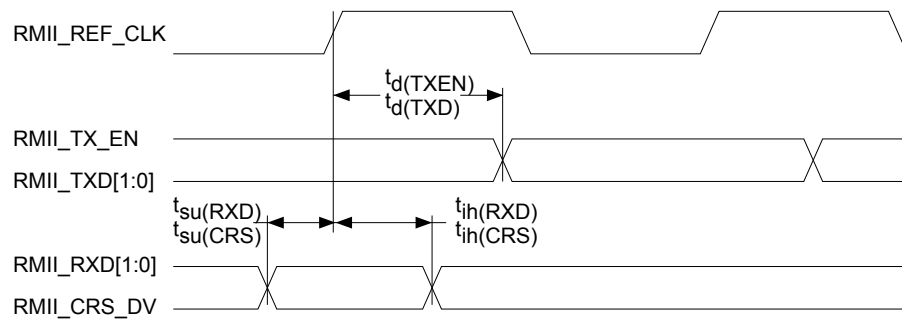 RMII_REF_CLK
td(TXEN)
td(TXD)
RMII_TX_EN
RMII_TXD[1:0]
tsu(RXD)
tsu(CRS)
tih(RXD)
tih(CRS)
RMII_RXD[1:0]
RMII_CRS_DV